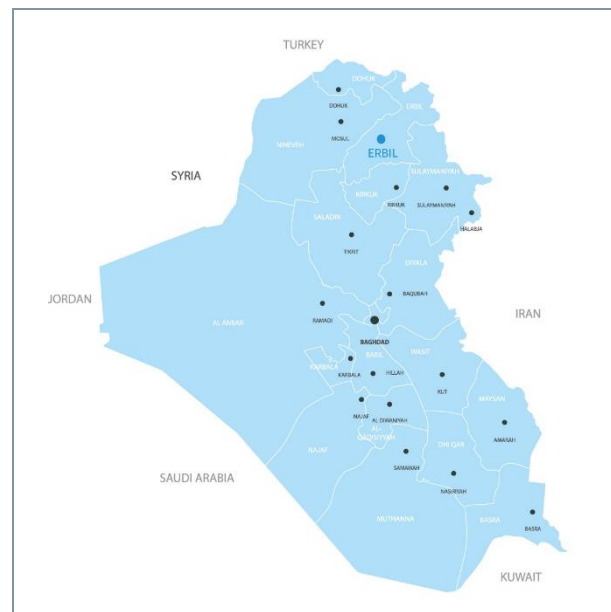 TURKEY
DOHUK
DOHUK
ERBIL
MOSUL
NINEVEH
ERBIL
SYRIA
SULAYMANIYAH
KIRKUK
KIRKUK
SULAYMANIYAH
SALADIN
HALABJA
TIKRIT
DIYALA
BAQUBAH
JORDAN
RAMADI
IRAN
AL ANBAR
BAGHDAD
BABIL
WASIT
KARBALA
KARBALA
HILLAH
KUT
MAYSAN
NAJAF
AL DIWANIYAH
AL-
QADISIYYAH
AMARAH
DHI QAR
NAJAF
SAMAWAH
SAUDI ARABIA
NASIRIYAH
MUTHANNA
BASRA
BASRA
KUWAIT